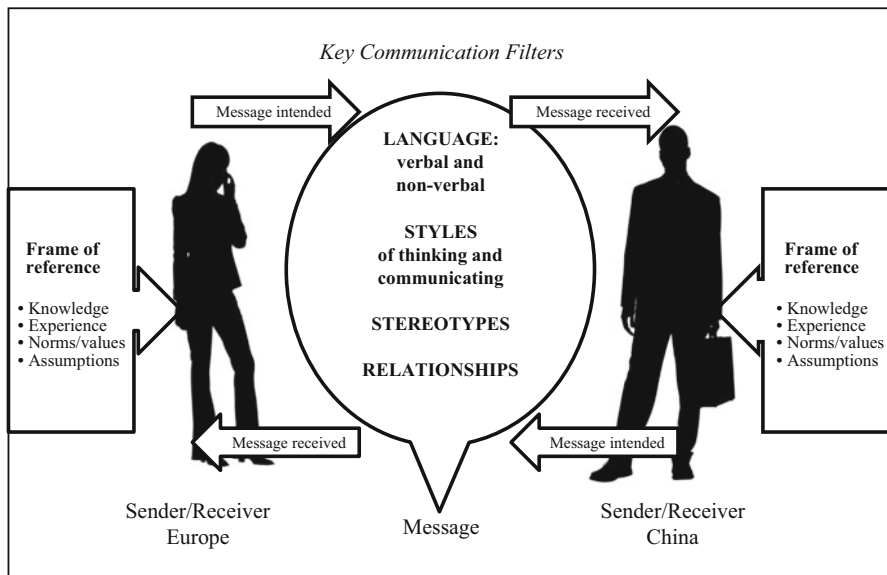 Key Communication Filters
Message intended
Message received
LANGUAGE:
verbal and
non-verbal
STYLES
of thinking and
communicating
STEREOTYPES
RELATIONSHIPS
Frame of
reference
• Knowledge
• Experience
• Norms/values
• Assumptions
Frame of
reference
• Knowledge
• Experience
• Norms/values
• Assumptions
Message received
Message intended
Sender/Receiver
Europe
Message
Sender/Receiver
China